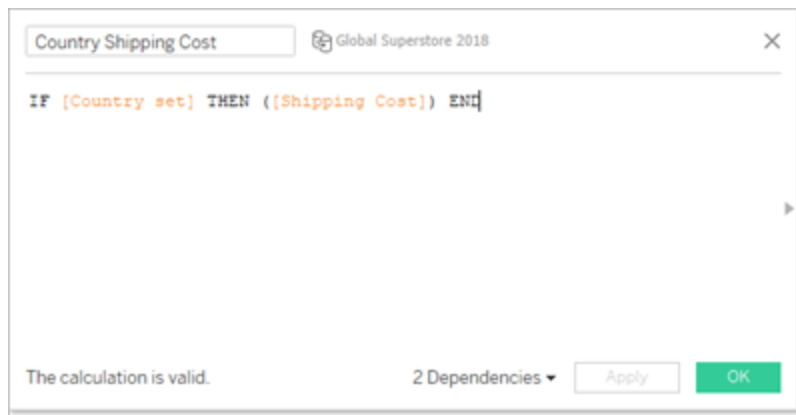 Country Shipping Cost Global Superstore 2018
IF [Country set] THEN ([Shipping Cost]) END
The calculation is valid. 2 Dependencies Apply OK